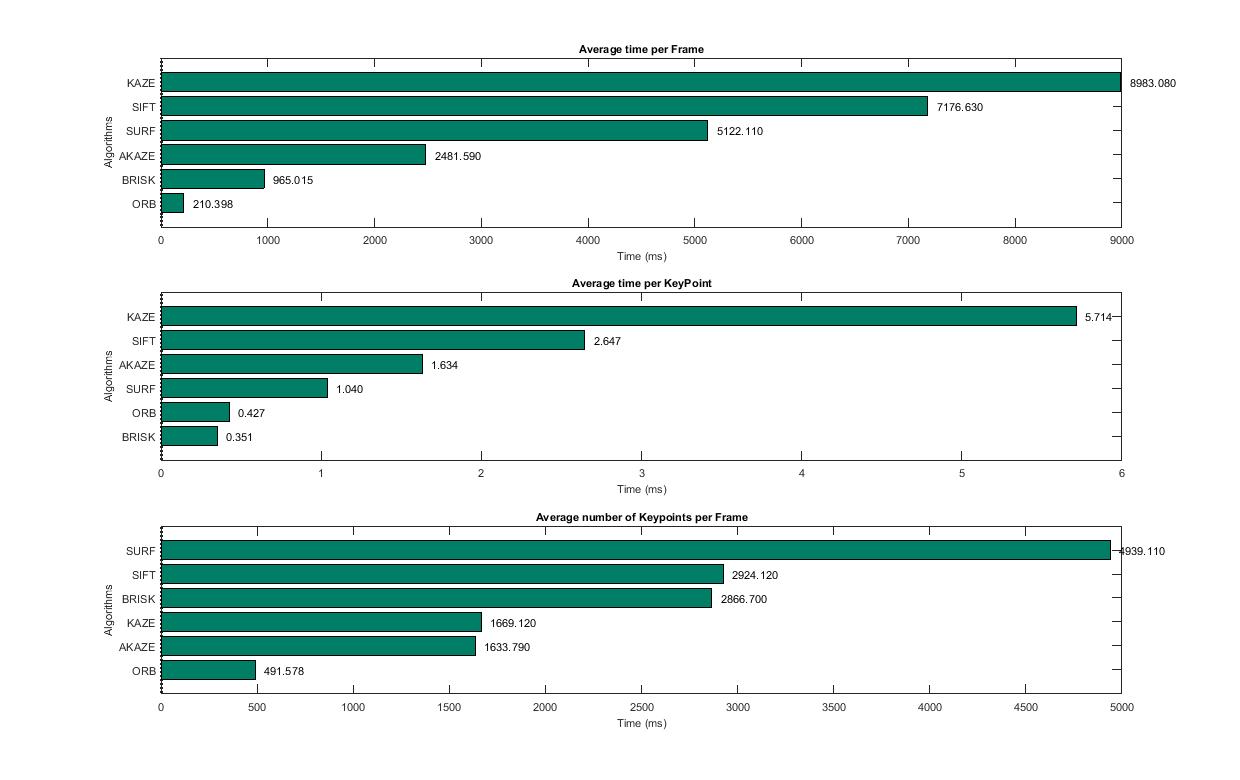 Average time per Frame
Algorithms
KAZE 8983.080
SIFT 7176.630
SURF 5122.110
AKAZE 2481.590
BRISK 965.015
ORB 210.398
0 1000 2000 3000 4000 5000 6000 7000 8000 9000
Time (ms)
Average time per KeyPoint
Algorithms
KAZE 5.714
SIFT 2.647
AKAZE 1.634
SURF 1.040
ORB 0.427
BRISK 0.351
0 1 2 3 4 5 6
Time (ms)
Average number of Keypoints per Frame
Algorithms
SURF 4939.110
SIFT 2924.120
BRISK 2866.700
KAZE 1669.120
AKAZE 1633.790
ORB 491.578
0 500 1000 1500 2000 2500 3000 3500 4000 4500 5000
Time (ms)